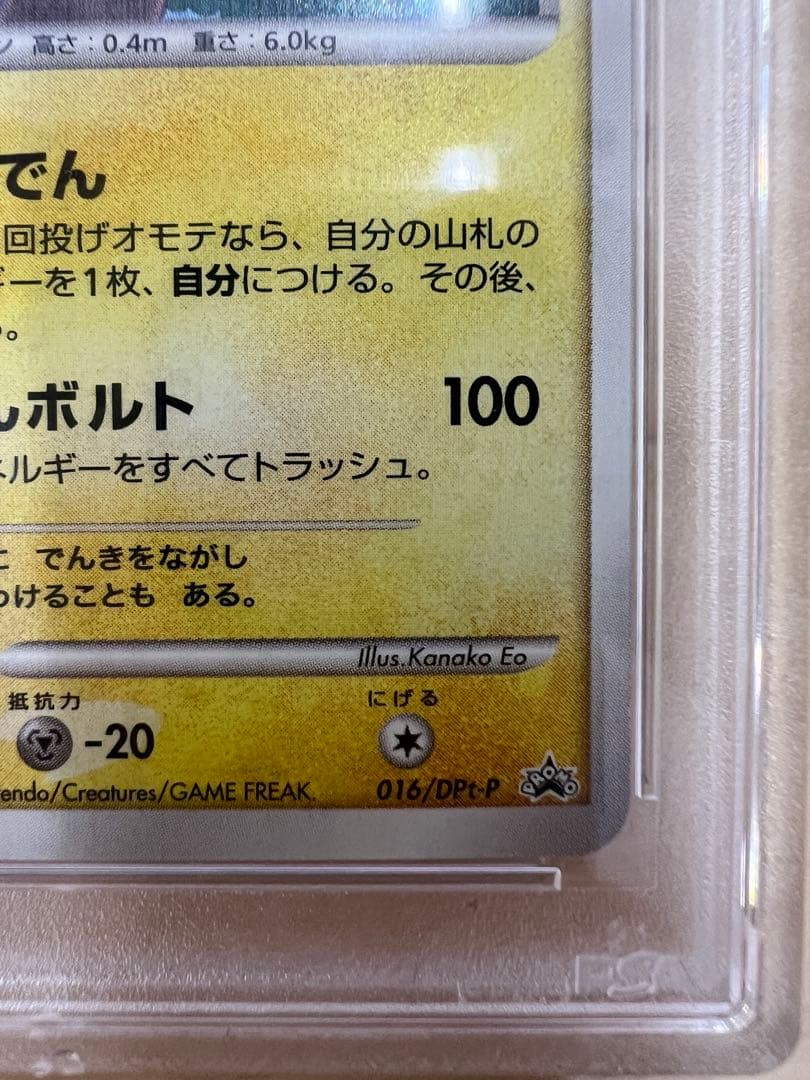 ン 高さ：0.4m 重さ：6.0kg
でん
回投げオモテなら、自分の山札の
ギーを1枚、自分につける。その後、
る。
んボルト 100
ネルギーをすべてトラッシュ。
に でんきをながし
つけることも ある。
Illus.Kanako Eo
抵抗力 にげる
-20
endo/Creatures/GAME FREAK.
016/DPt-P PROMO
PSA